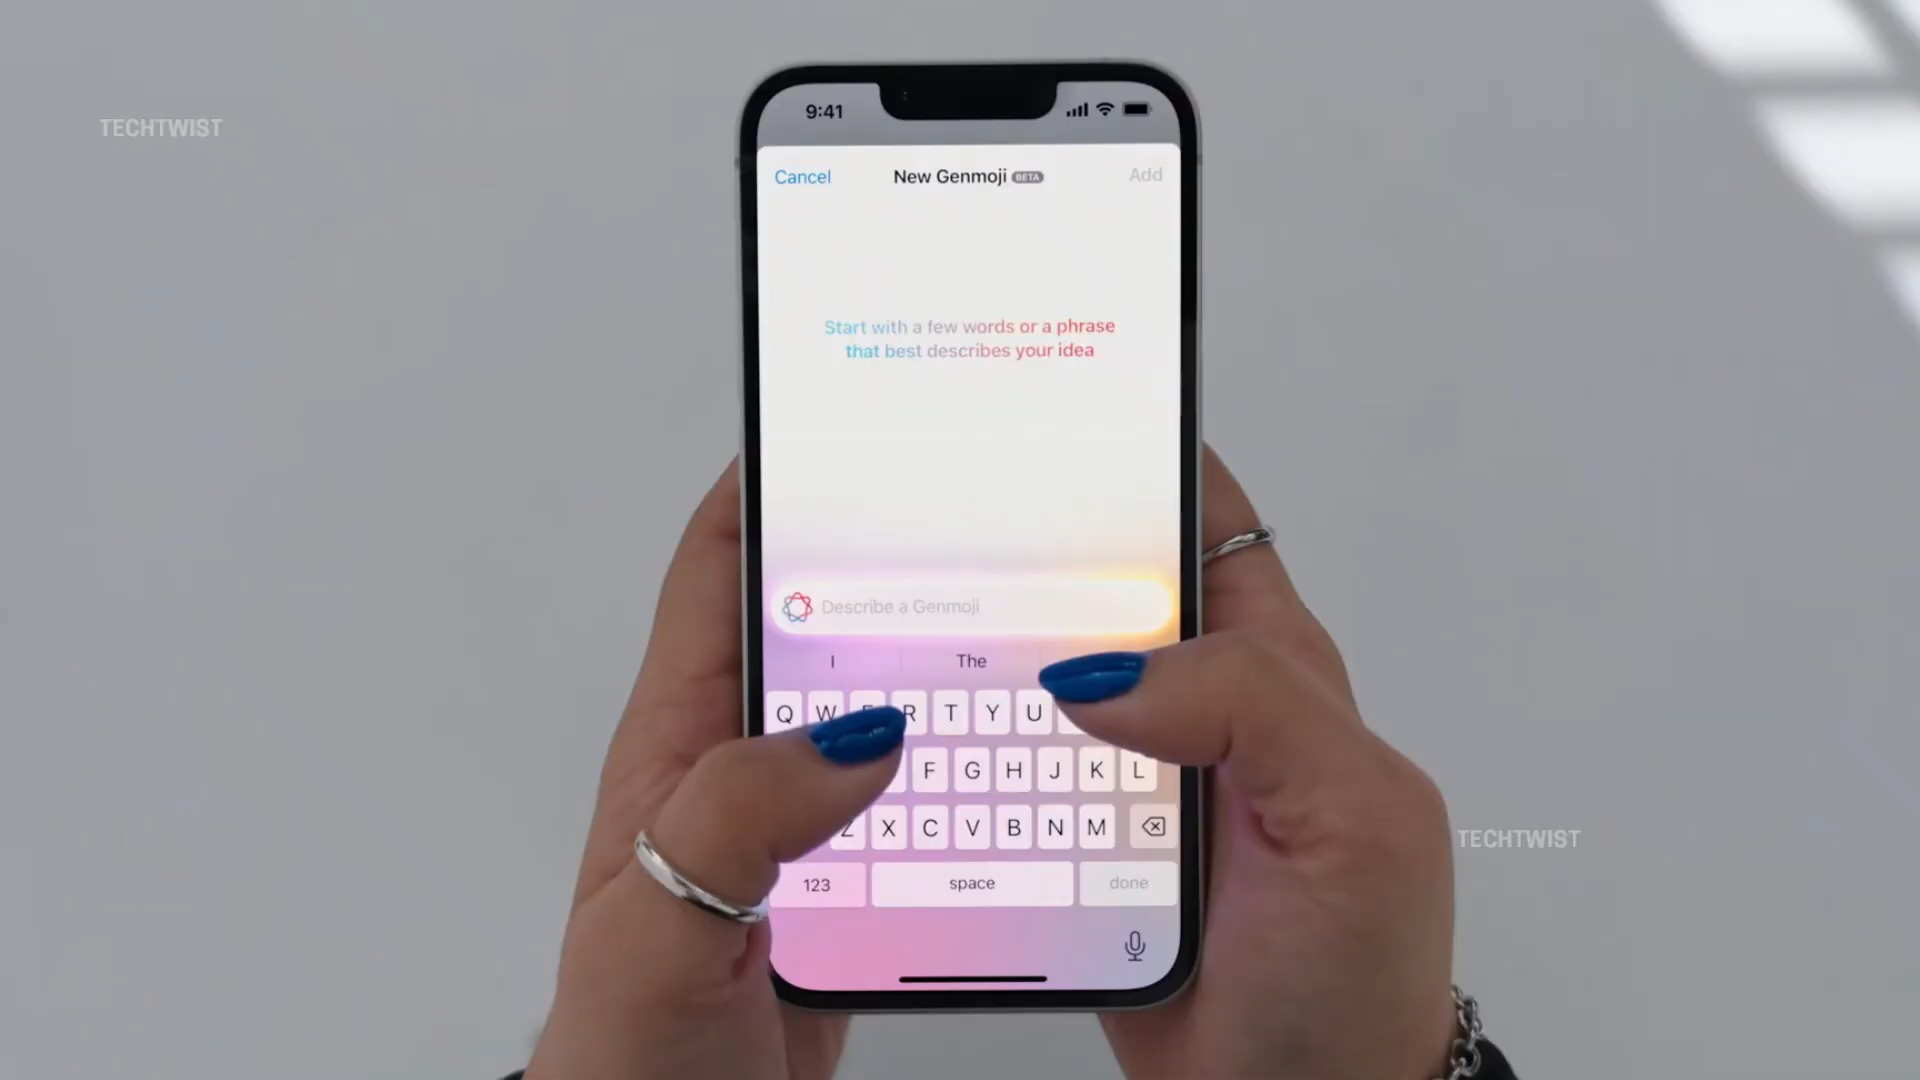 TECHTWIST
9:41
Cancel New Genmoji BETA Add
Start with a few words or a phrase
that best describes your idea
Describe a Genmoji
I The
Q W E R T Y U
F G H J K L
Z X C V B N M
123 space done
TECHTWIST